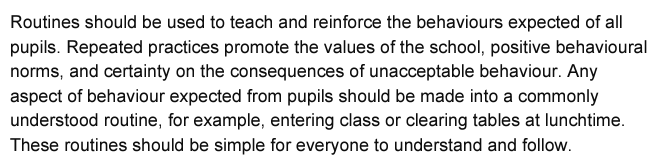 Routines should be used to teach and reinforce the behaviours expected of all
pupils. Repeated practices promote the values of the school, positive behavioural
norms, and certainty on the consequences of unacceptable behaviour. Any
aspect of behaviour expected from pupils should be made into a commonly
understood routine, for example, entering class or clearing tables at lunchtime.
These routines should be simple for everyone to understand and follow.